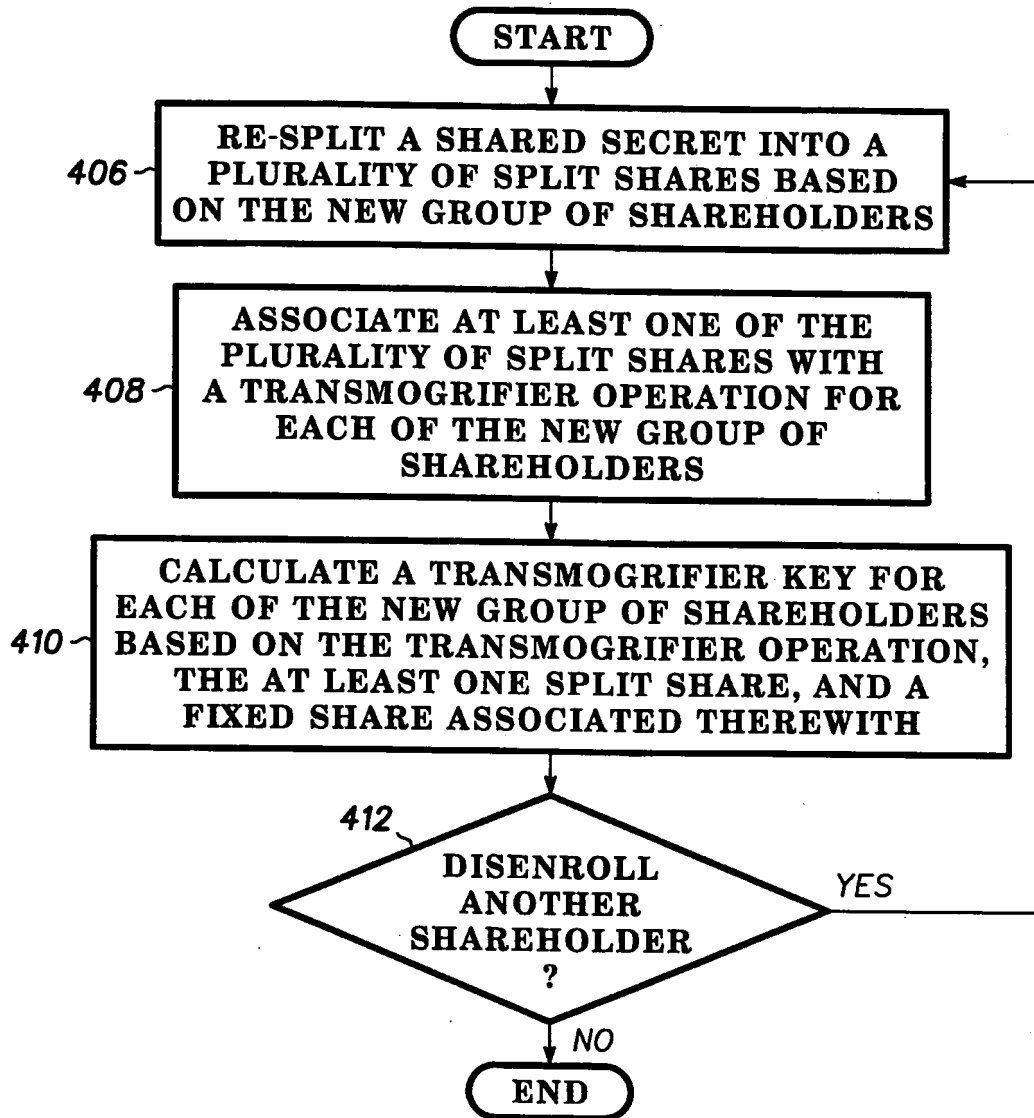 START
406
RE-SPLIT A SHARED SECRET INTO A
PLURALITY OF SPLIT SHARES BASED
ON THE NEW GROUP OF SHAREHOLDERS
408
ASSOCIATE AT LEAST ONE OF THE
PLURALITY OF SPLIT SHARES WITH
A TRANSMOGRIFIER OPERATION FOR
EACH OF THE NEW GROUP OF
SHAREHOLDERS
410
CALCULATE A TRANSMOGRIFIER KEY FOR
EACH OF THE NEW GROUP OF SHAREHOLDERS
BASED ON THE TRANSMOGRIFIER OPERATION,
THE AT LEAST ONE SPLIT SHARE, AND A
FIXED SHARE ASSOCIATED THEREWITH
412
DISENROLL
ANOTHER
SHAREHOLDER
?
YES
NO
END